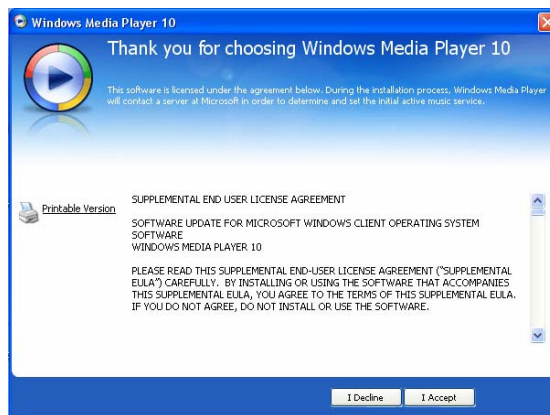 Windows Media Player 10
Thank you for choosing Windows Media Player 10
This software is licensed under the agreement below. During the installation process, Windows Media Player
will contact a server at Microsoft in order to determine and set the initial active music service.
Printable Version
SUPPLEMENTAL END USER LICENSE AGREEMENT
SOFTWARE UPDATE FOR MICROSOFT WINDOWS CLIENT OPERATING SYSTEM
SOFTWARE
WINDOWS MEDIA PLAYER 10
PLEASE READ THIS SUPPLEMENTAL END-USER LICENSE AGREEMENT ("SUPPLEMENTAL
EULA") CAREFULLY.  BY INSTALLING OR USING THE SOFTWARE THAT ACCOMPANIES
THIS SUPPLEMENTAL EULA, YOU AGREE TO THE TERMS OF THIS SUPPLEMENTAL EULA.
IF YOU DO NOT AGREE, DO NOT INSTALL OR USE THE SOFTWARE.
I Decline
I Accept